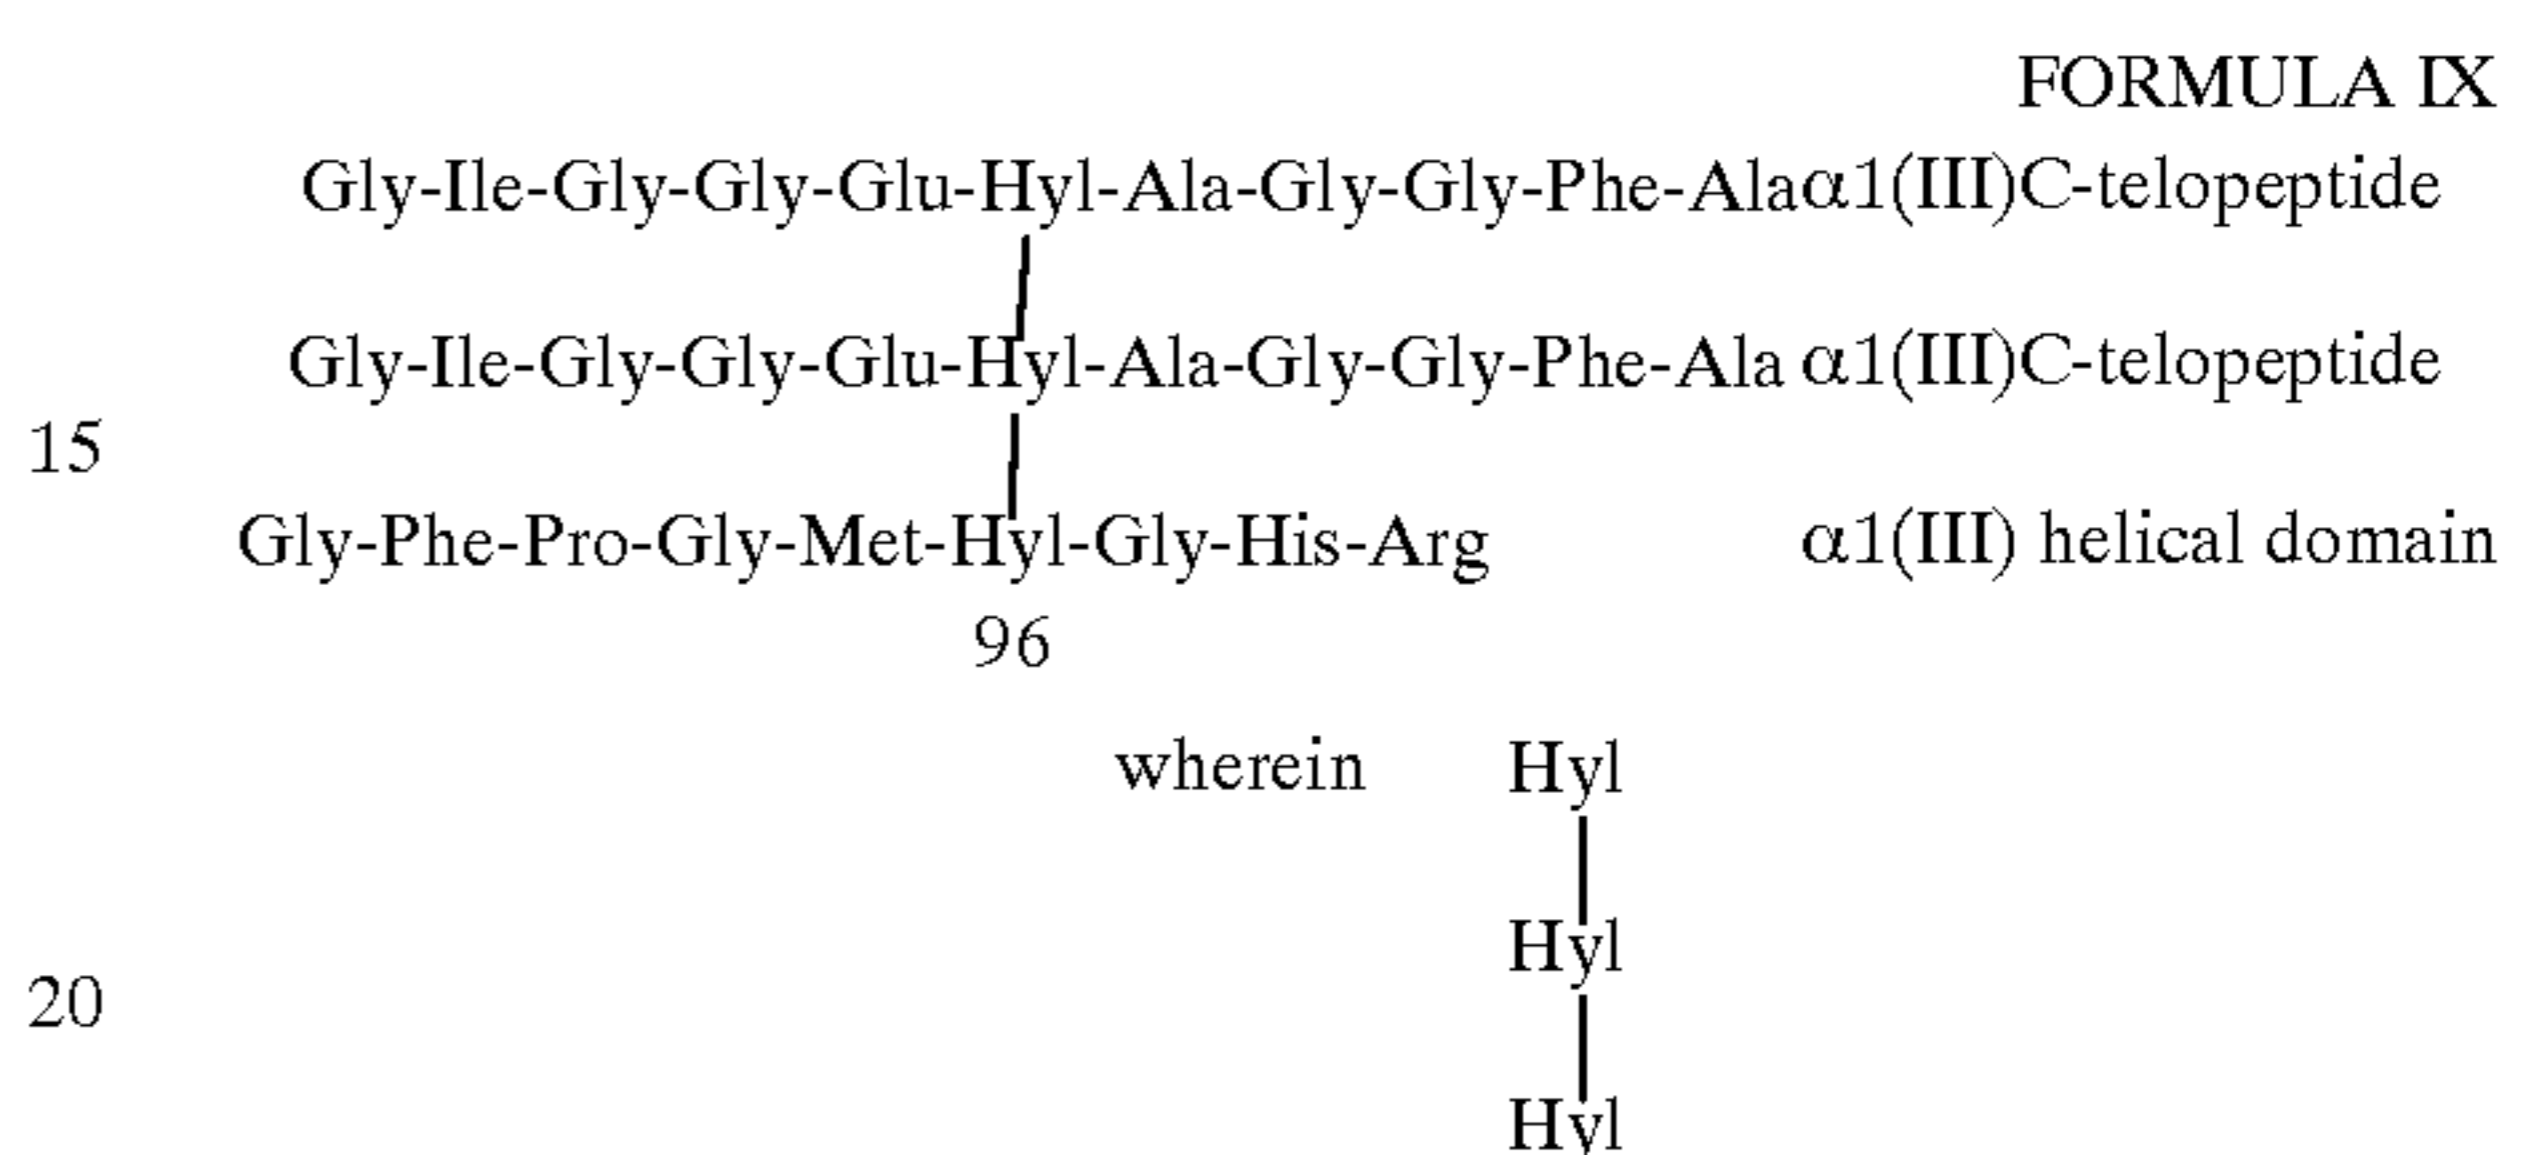 FORMULA IX
Gly-Ile-Gly-Gly-Glu-Hyl-Ala-Gly-Gly-Phe-Alaα1(III)C-telopeptide
Gly-Ile-Gly-Gly-Glu-Hyl-Ala-Gly-Gly-Phe-Ala α1(III)C-telopeptide
15
Gly-Phe-Pro-Gly-Met-Hyl-Gly-His-Arg α1(III) helical domain
96
wherein Hyl
Hyl
20
Hyl